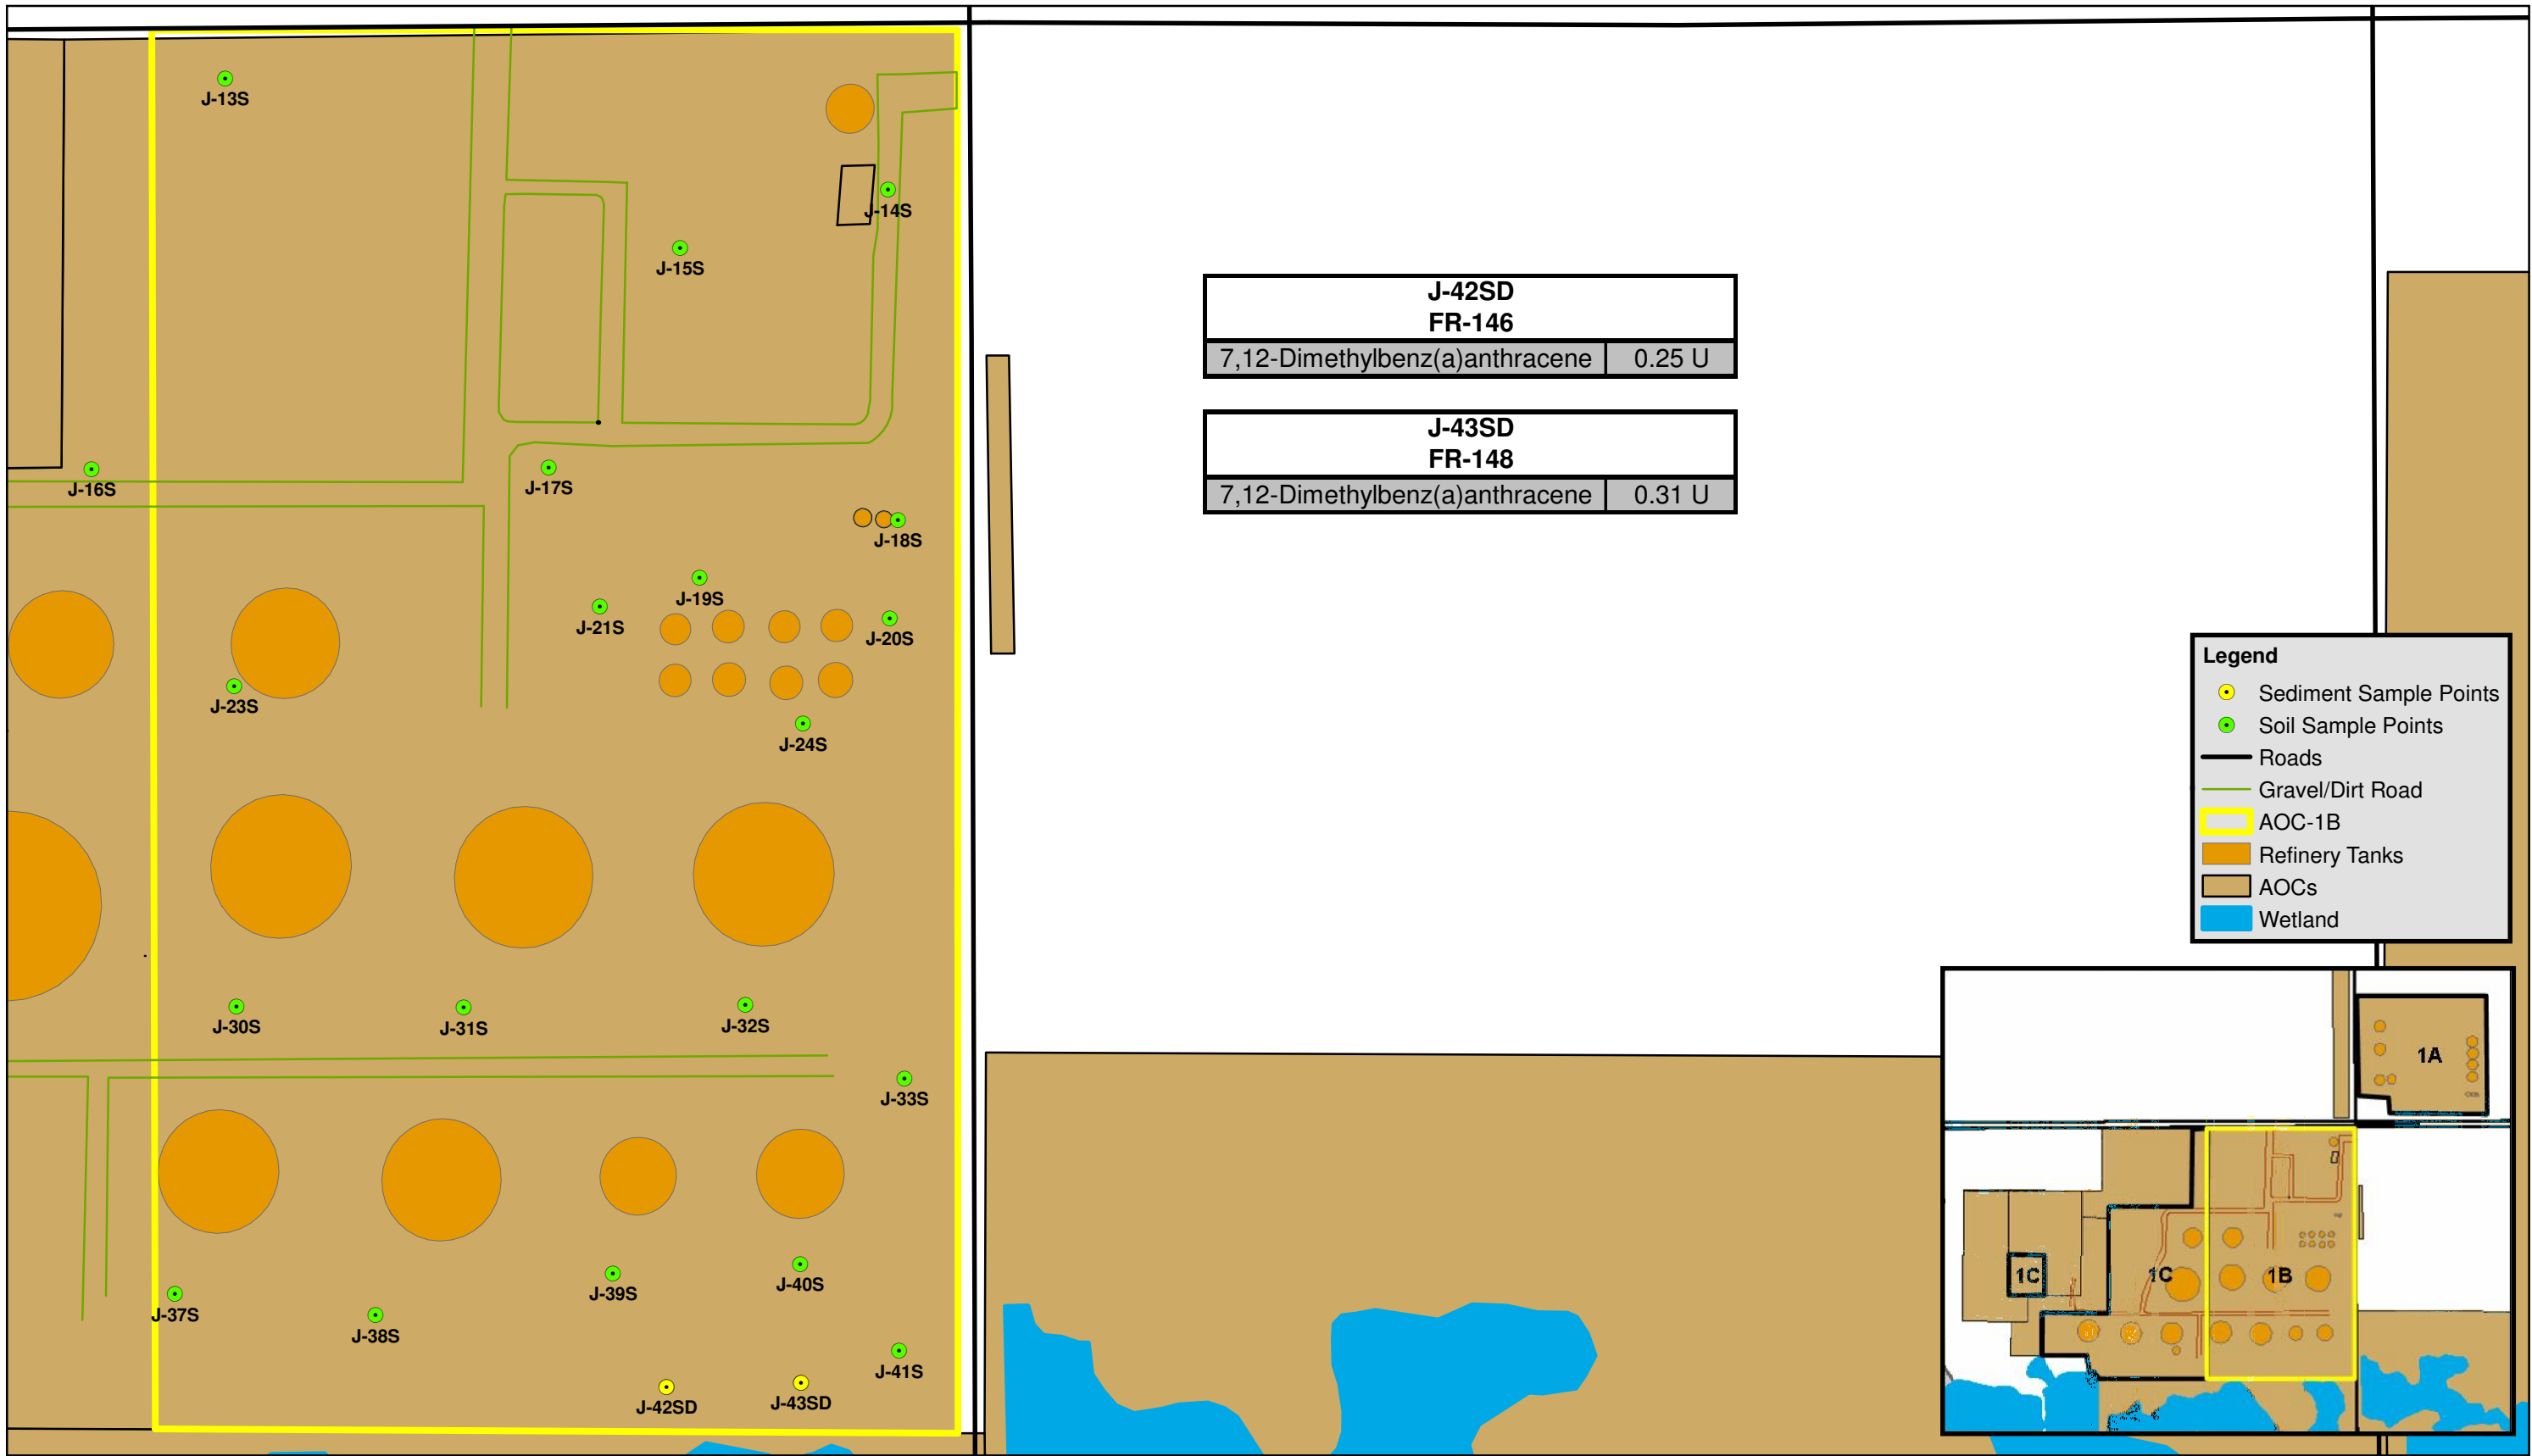 J-13S
J-14S
J-15S
J-16S
J-17S
J-18S
J-19S
J-21S
J-20S
J-23S
J-24S
J-30S
J-31S
J-32S
J-33S
J-37S
J-38S
J-39S
J-40S
J-41S
J-42SD
J-43SD
J-42SD
FR-146
7,12-Dimethylbenz(a)anthracene 0.25 U
J-43SD
FR-148
7,12-Dimethylbenz(a)anthracene 0.31 U
Legend
Sediment Sample Points
Soil Sample Points
Roads
Gravel/Dirt Road
AOC-1B
Refinery Tanks
AOCs
Wetland
1A
1C
1C
1B